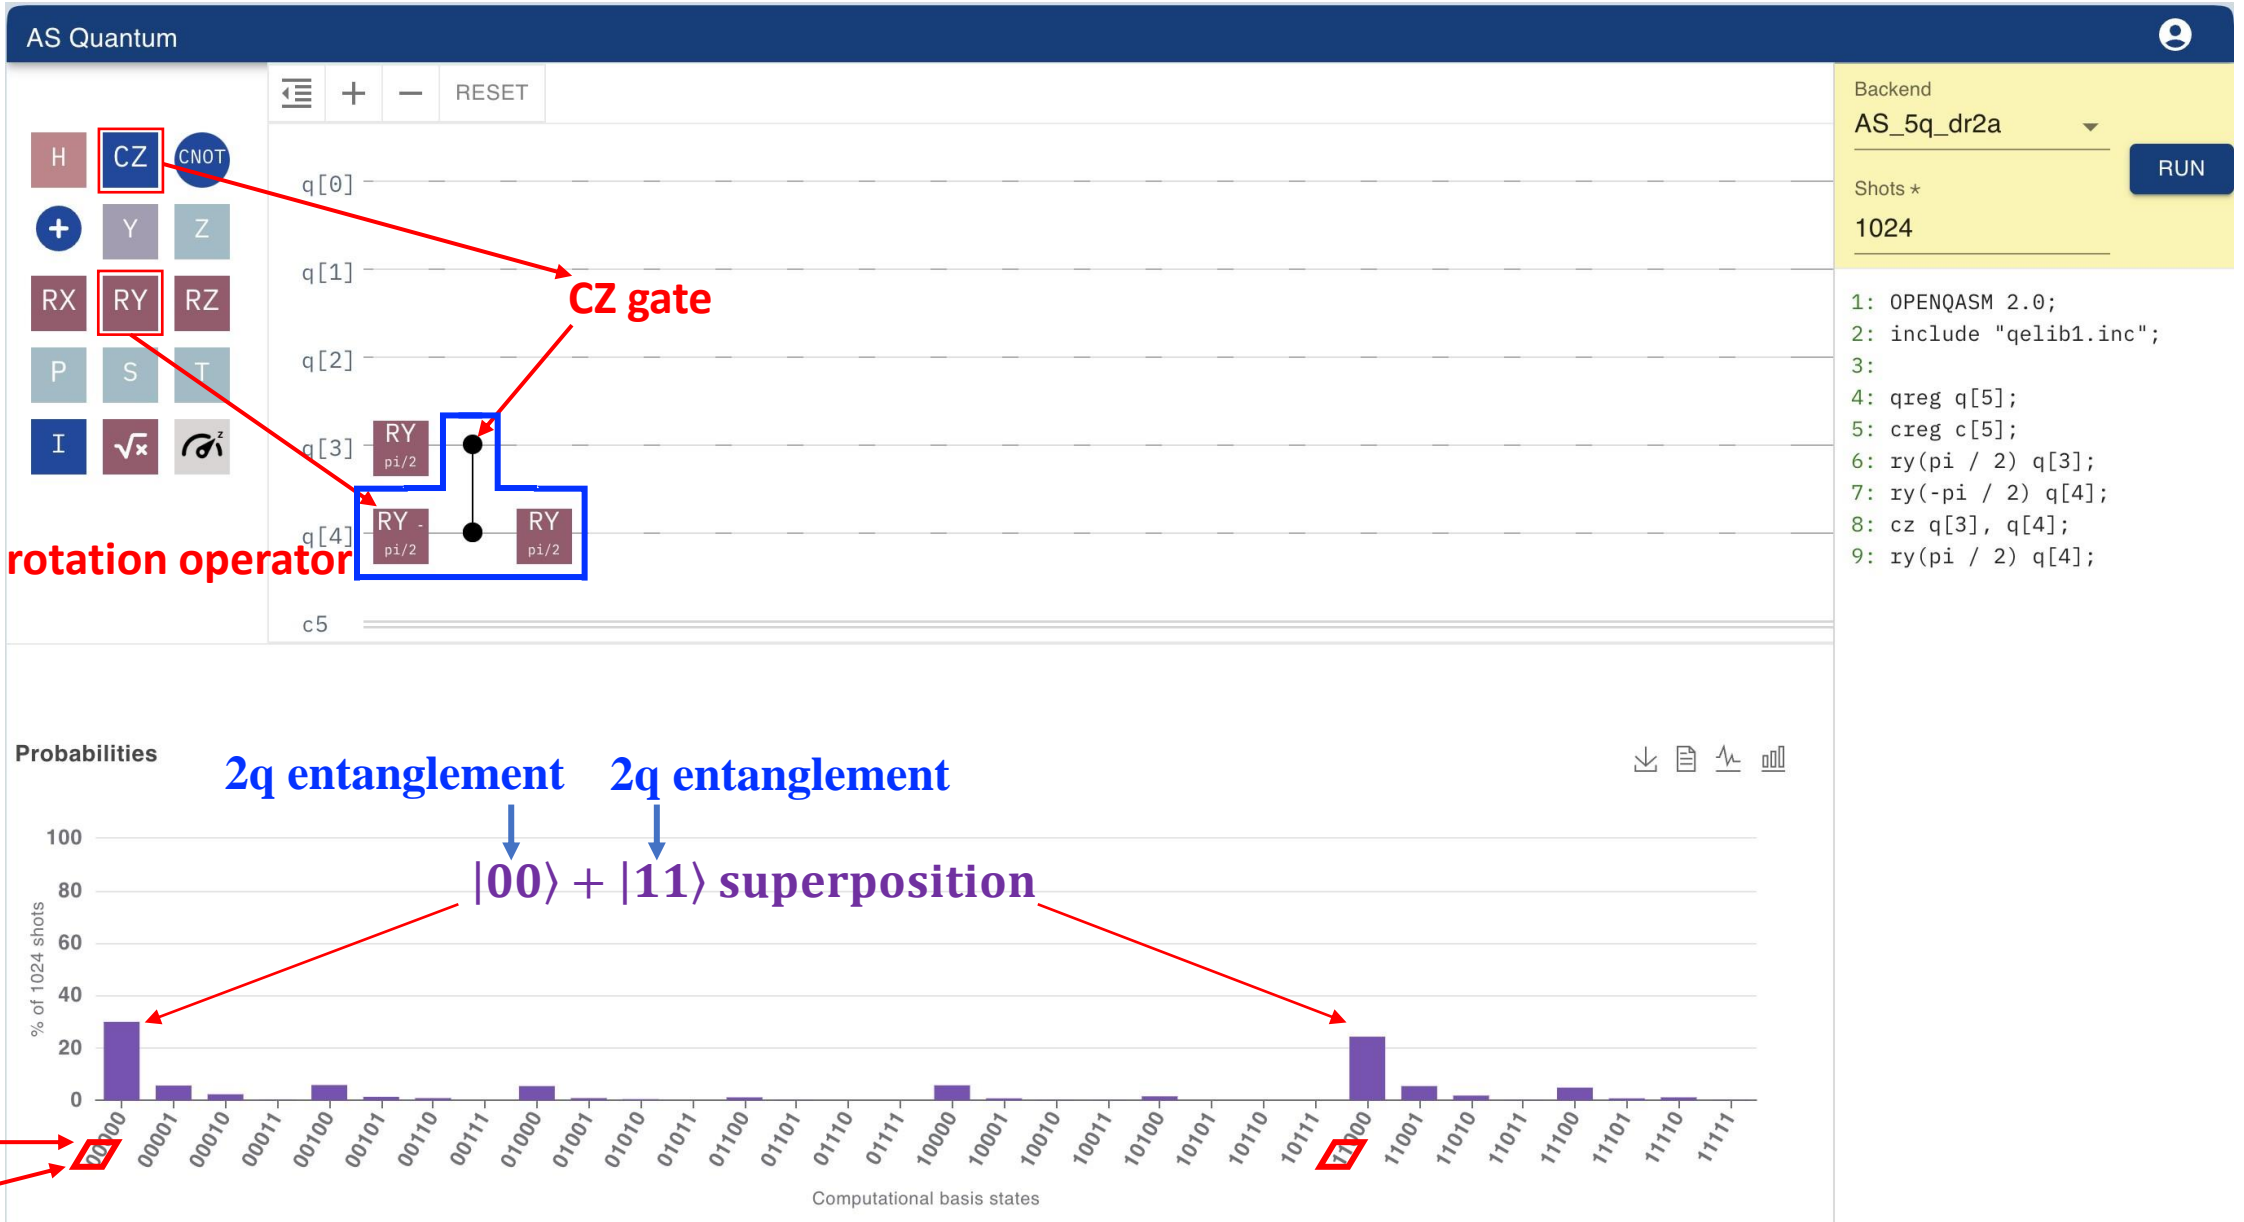 AS Quantum
RESET
H CZ CNOT
+ Y Z
RX RY RZ
P S T
I √x z
q[0]
q[1]
q[2]
q[3] RY pi/2
q[4] RY - pi/2 RY pi/2
c5
CZ gate
rotation operator
Backend
AS_5q_dr2a
Shots *
1024
RUN
1: OPENQASM 2.0;
2: include "qelib1.inc";
3:
4: qreg q[5];
5: creg c[5];
6: ry(pi / 2) q[3];
7: ry(-pi / 2) q[4];
8: cz q[3], q[4];
9: ry(pi / 2) q[4];
Probabilities
2q entanglement 2q entanglement
|00⟩ + |11⟩ superposition
% of 1024 shots
100
80
60
40
20
0
00000 00001 00010 00011 00100 00101 00110 00111 01000 01001 01010 01011 01100 01101 01110 01111 10000 10001 10010 10011 10100 10101 10110 10111 11000 11001 11010 11011 11100 11101 11110 11111
Computational basis states